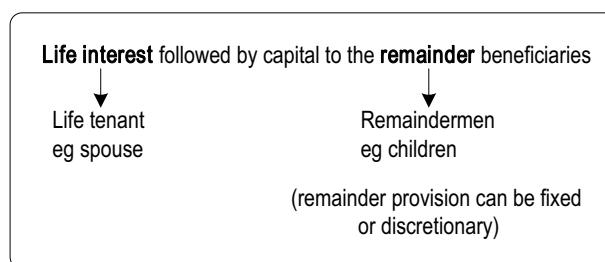 Life interest followed by capital to the remainder beneficiaries
Life tenant
eg spouse
Remaindermen
eg children
(remainder provision can be fixed
or discretionary)